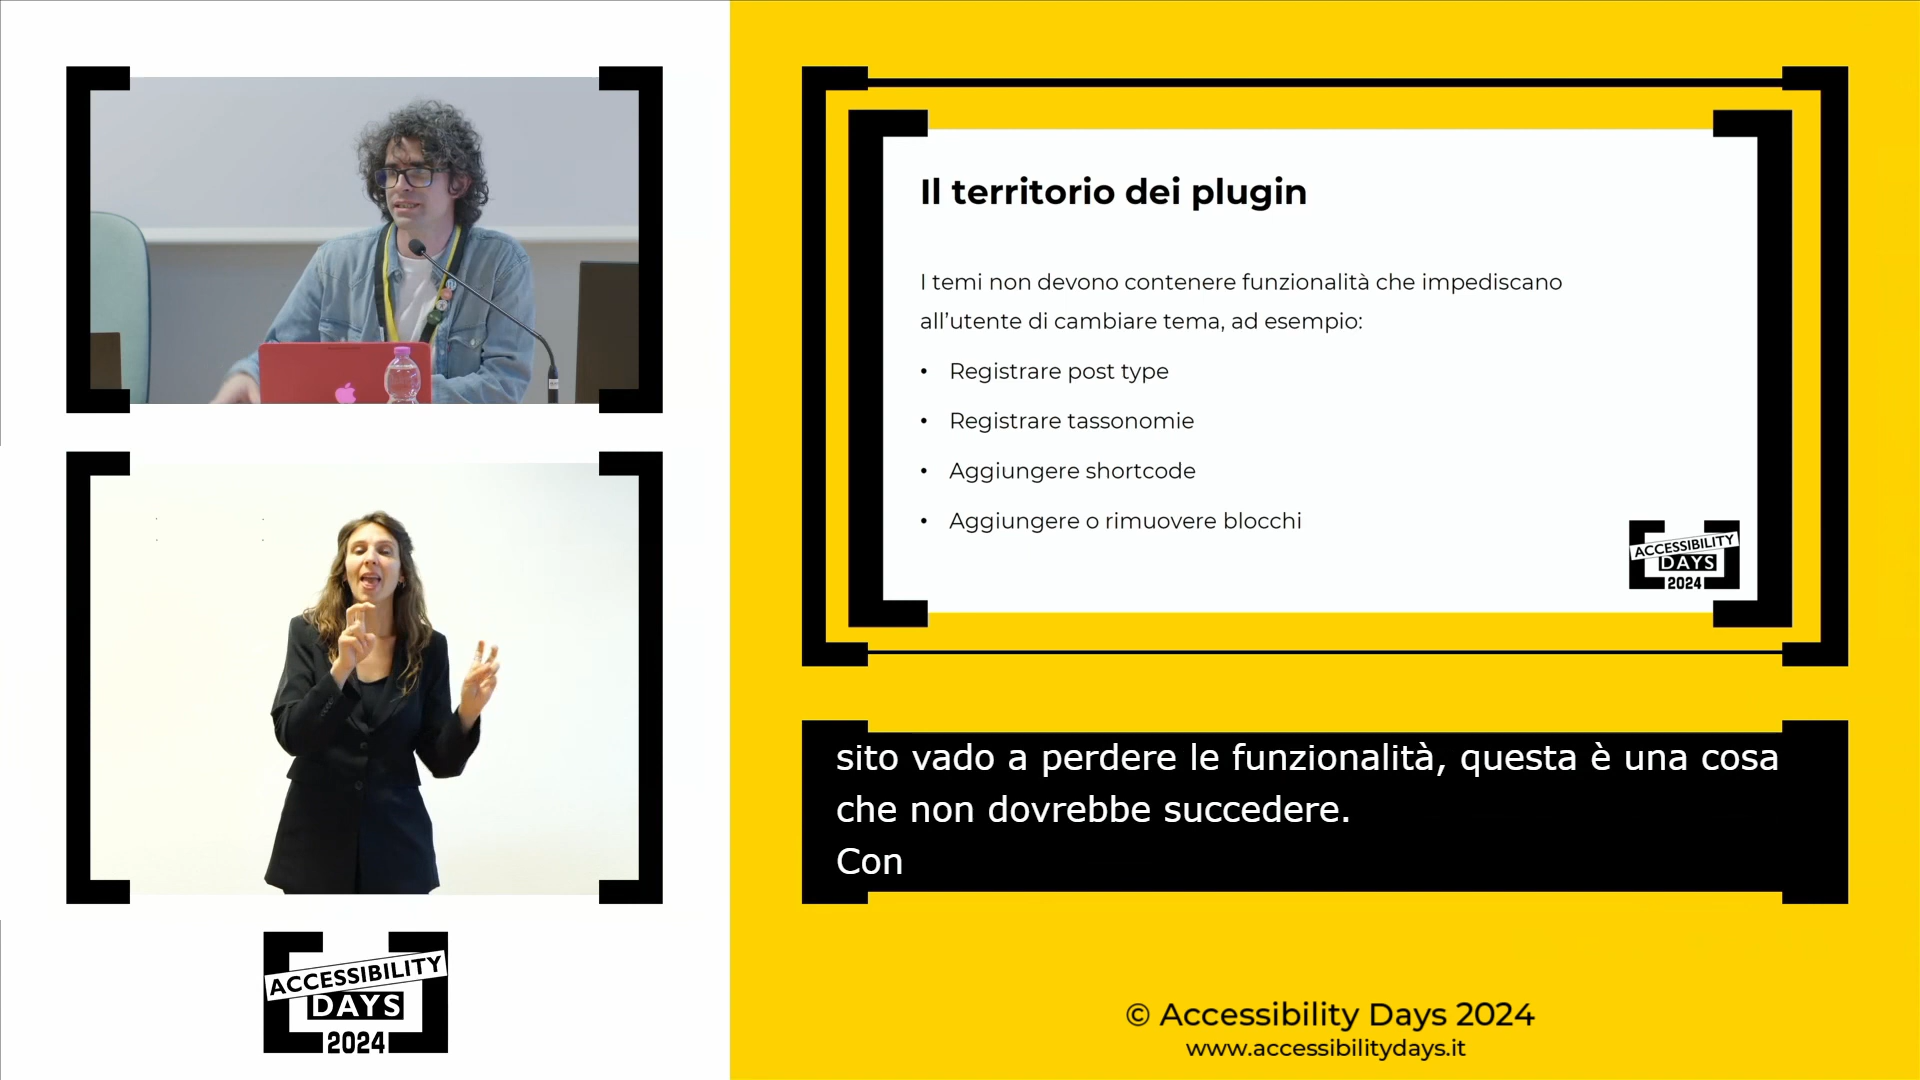 Il territorio dei plugin
I temi non devono contenere funzionalità che impediscano
all’utente di cambiare tema, ad esempio:
• Registrare post type
• Registrare tassonomie
• Aggiungere shortcode
• Aggiungere o rimuovere blocchi
ACCESSIBILITY
DAYS
2024
sito vado a perdere le funzionalità, questa è una cosa
che non dovrebbe succedere.
Con
ACCESSIBILITY
DAYS
2024
© Accessibility Days 2024
www.accessibilitydays.it